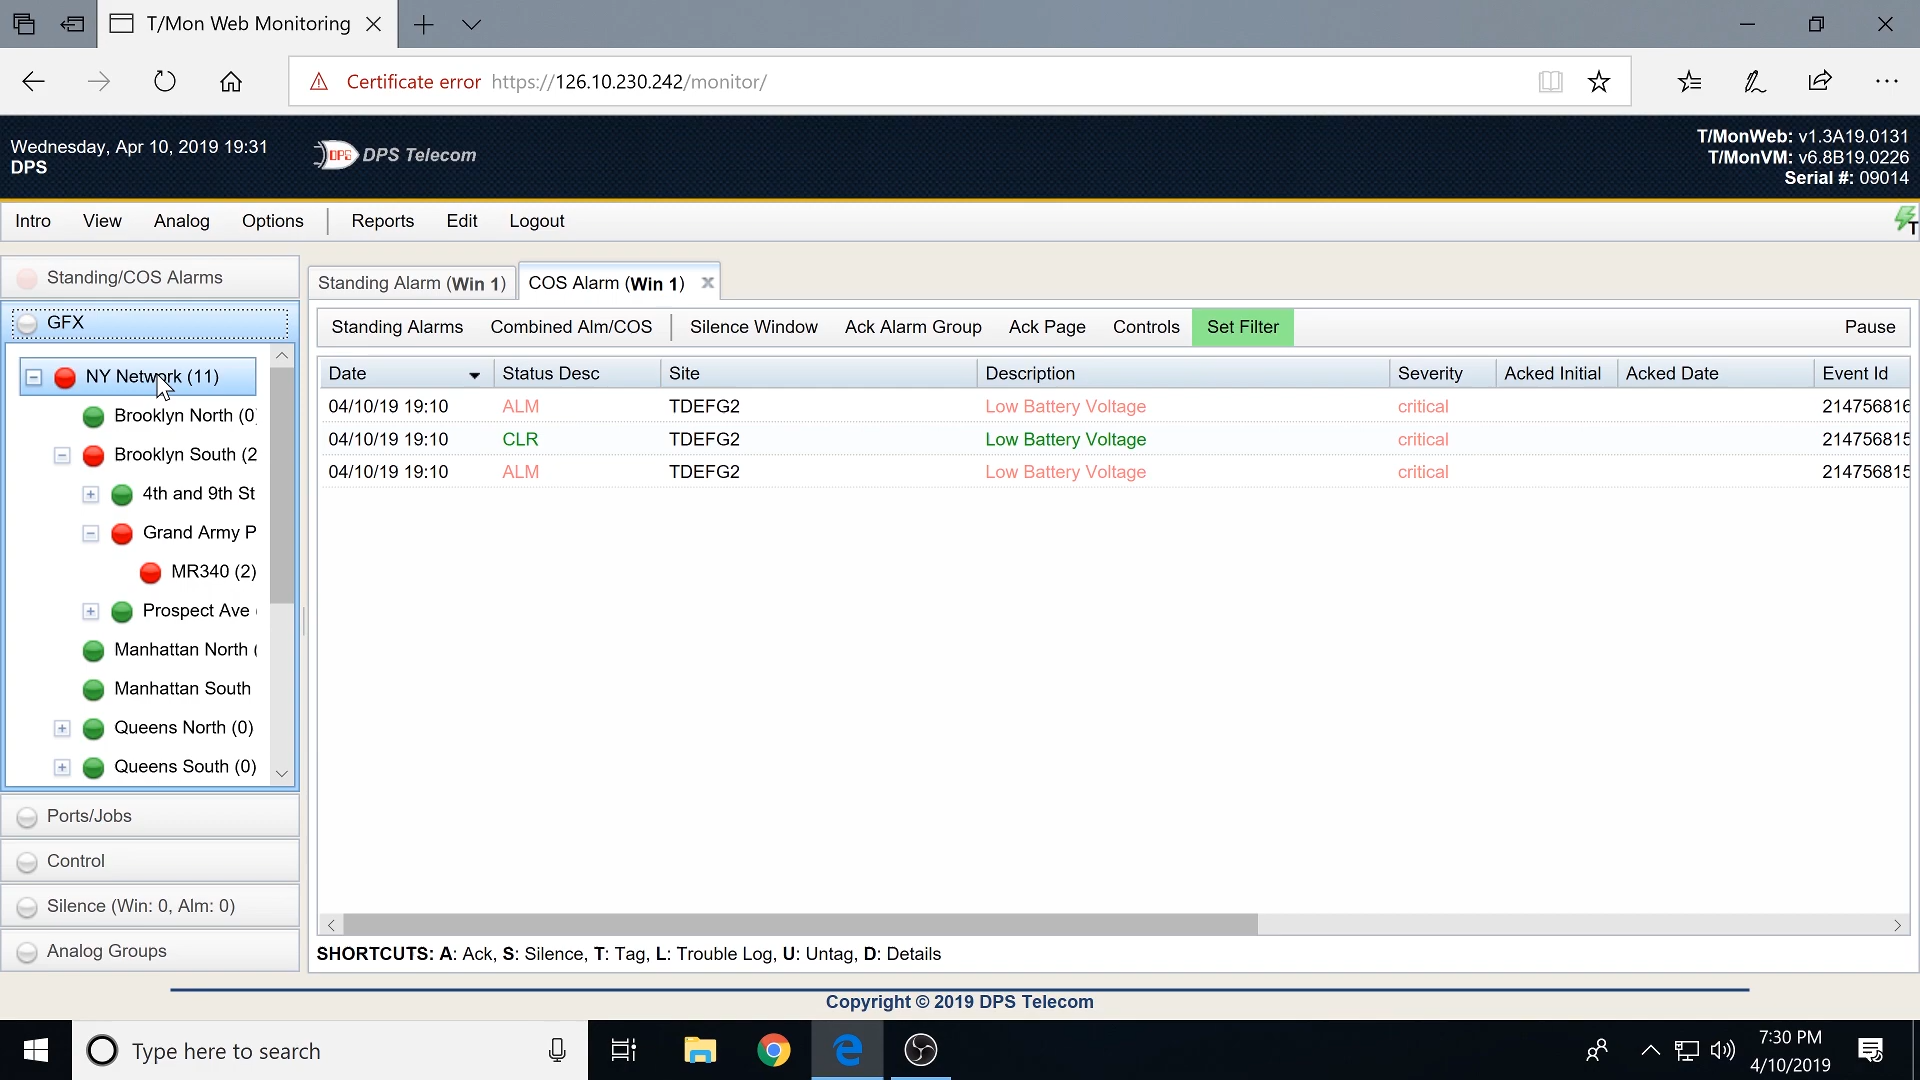 T/Mon Web Monitoring
Certificate error https://126.10.230.242/monitor/
Wednesday, Apr 10, 2019 19:31
DPS
DPS DPS Telecom
T/MonWeb: v1.3A19.0131
T/MonVM: v6.8B19.0226
Serial #: 09014
Intro View Analog Options Reports Edit Logout
T
Standing/COS Alarms
GFX
NY Network (11)
Brooklyn North (0)
Brooklyn South (2
4th and 9th St
Grand Army P
MR340 (2)
Prospect Ave
Manhattan North (
Manhattan South
Queens North (0)
Queens South (0)
Ports/Jobs
Control
Silence (Win: 0, Alm: 0)
Analog Groups
Standing Alarm (Win 1) COS Alarm (Win 1)
Standing Alarms Combined Alm/COS Silence Window Ack Alarm Group Ack Page Controls Set Filter Pause
Date Status Desc Site Description Severity Acked Initial Acked Date Event Id
04/10/19 19:10 ALM TDEFG2 Low Battery Voltage critical 214756816
04/10/19 19:10 CLR TDEFG2 Low Battery Voltage critical 214756815
04/10/19 19:10 ALM TDEFG2 Low Battery Voltage critical 214756815
SHORTCUTS: A: Ack, S: Silence, T: Tag, L: Trouble Log, U: Untag, D: Details
Copyright © 2019 DPS Telecom
Type here to search
7:30 PM
4/10/2019